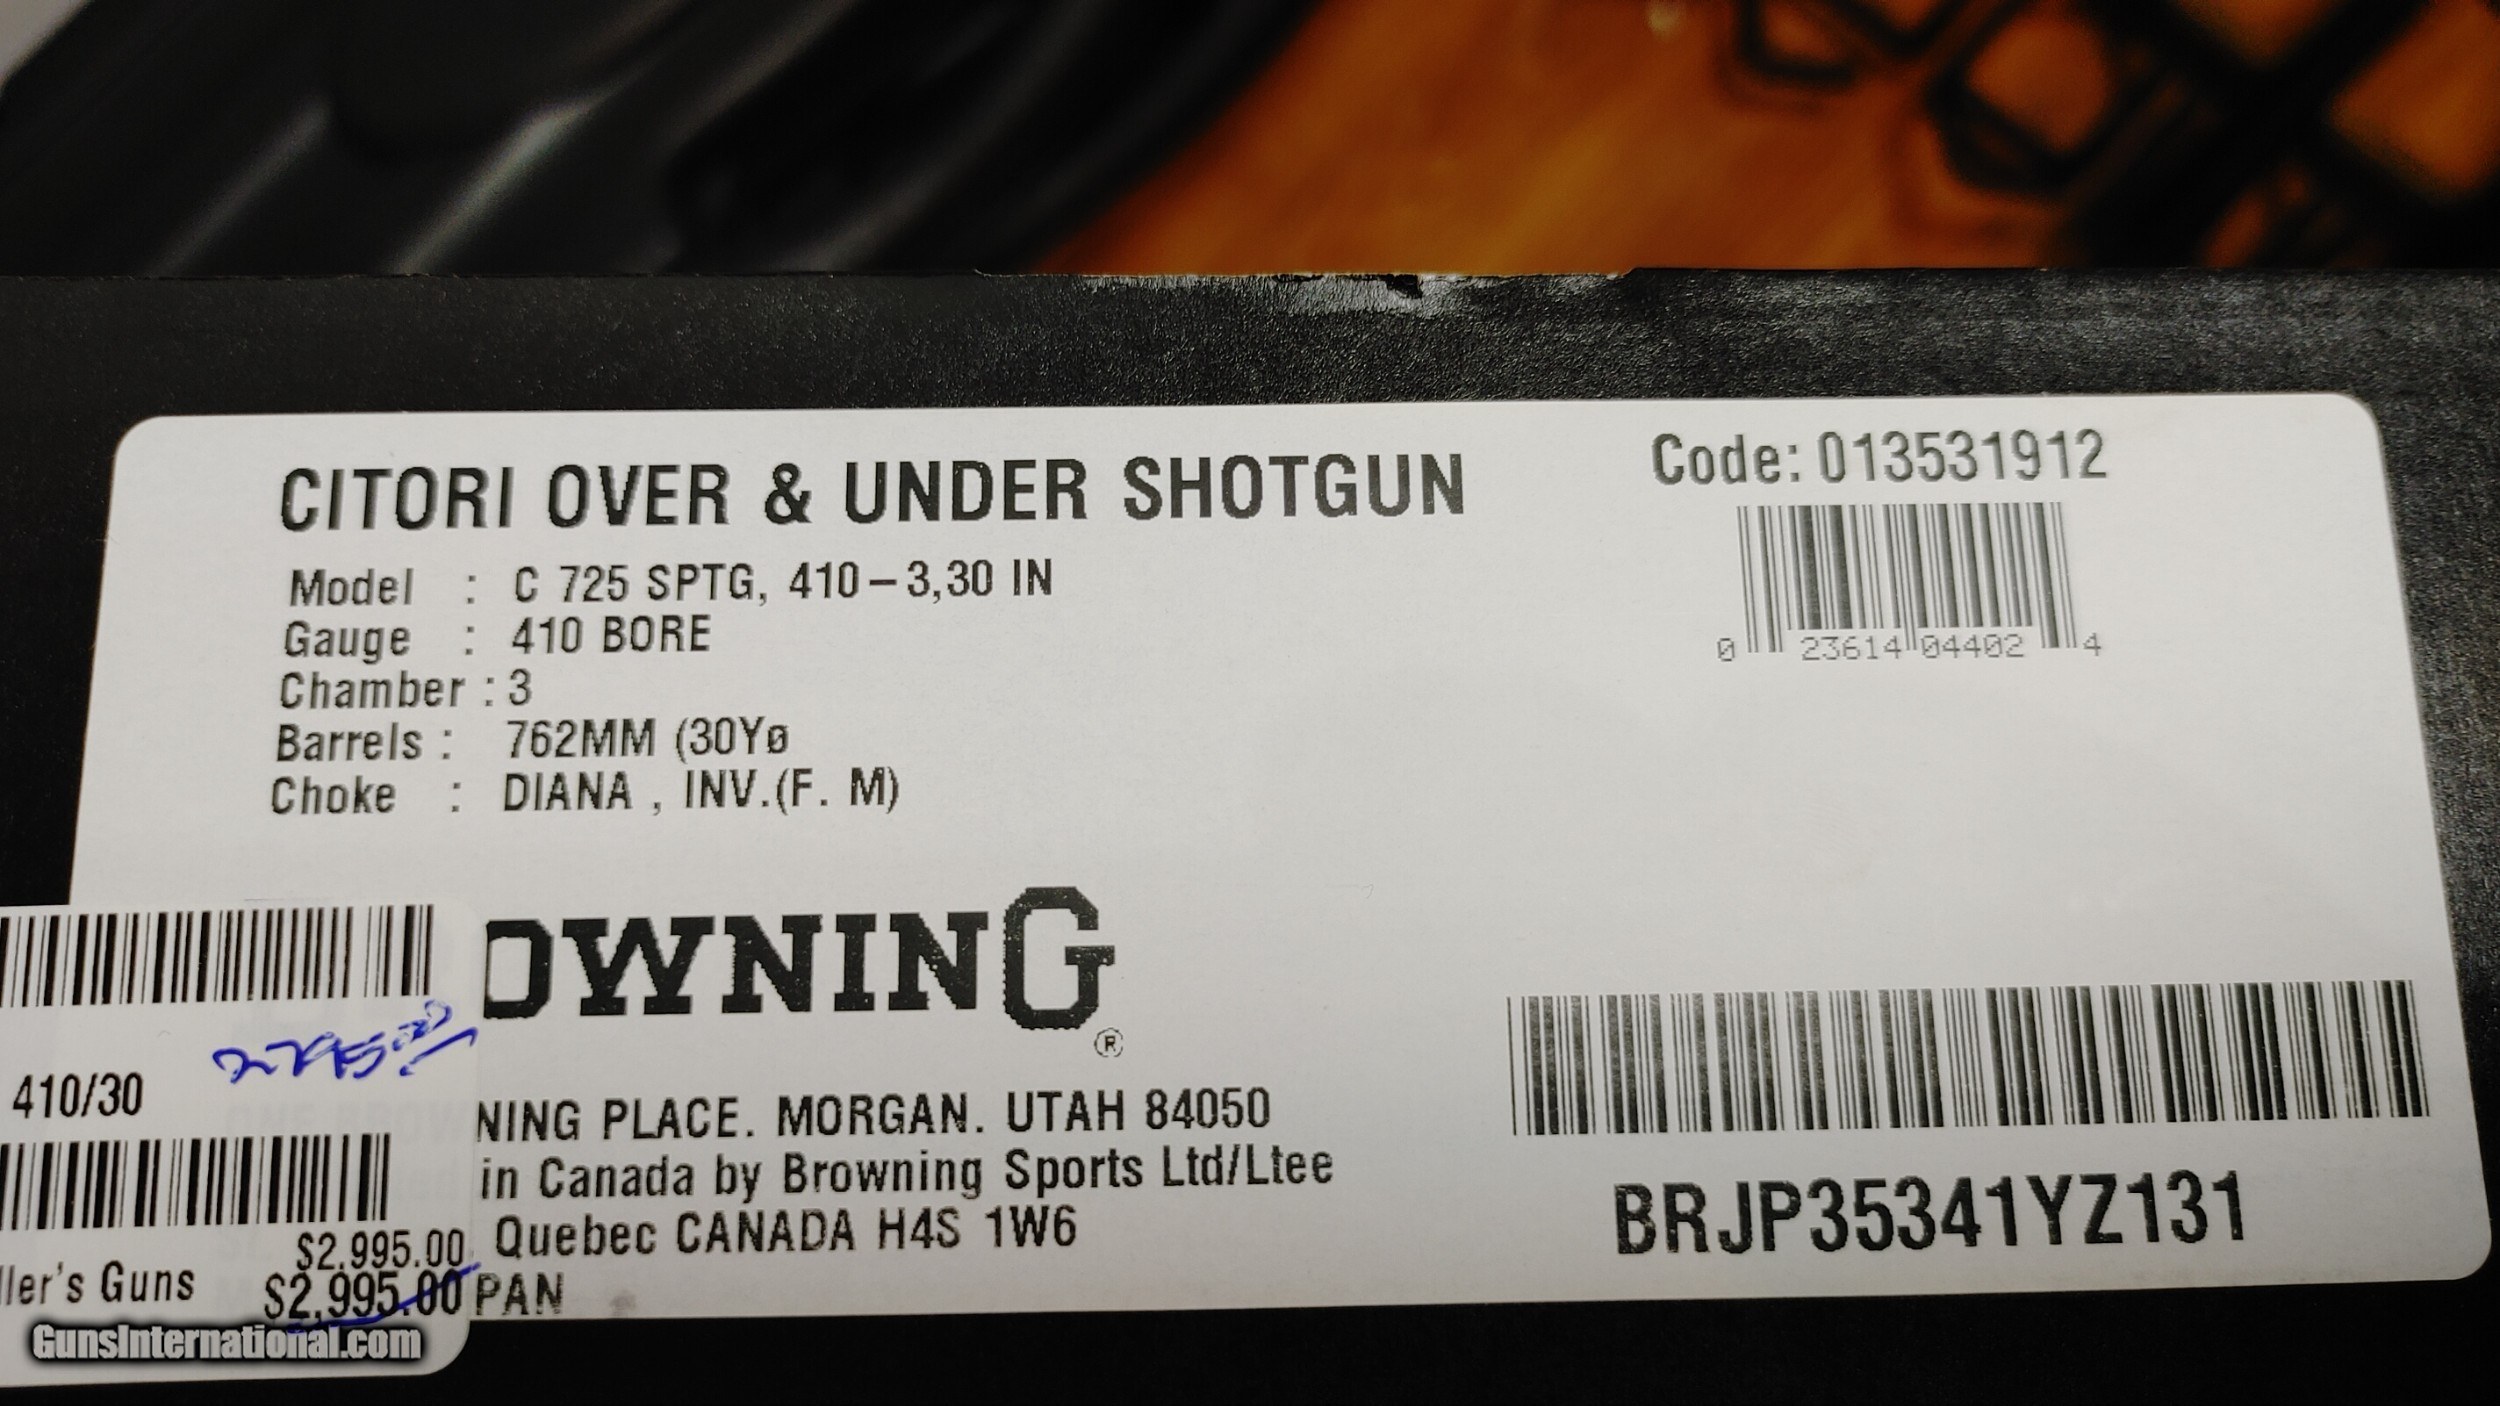 CITORI OVER & UNDER SHOTGUN
Model : C 725 SPTG, 410-3,30 IN
Gauge : 410 BORE
Chamber : 3
Barrels : 762MM (30Yø
Choke : DIANA , INV.(F. M)
Code: 013531912
0 23614 04402 4
OWNING
®
NING PLACE. MORGAN. UTAH 84050
in Canada by Browning Sports Ltd/Ltee
Quebec CANADA H4S 1W6
PAN
BRJP35341YZ131
2795.00
410/30
$2,995.00
ller's Guns $2,995.00
GunsInternational.com